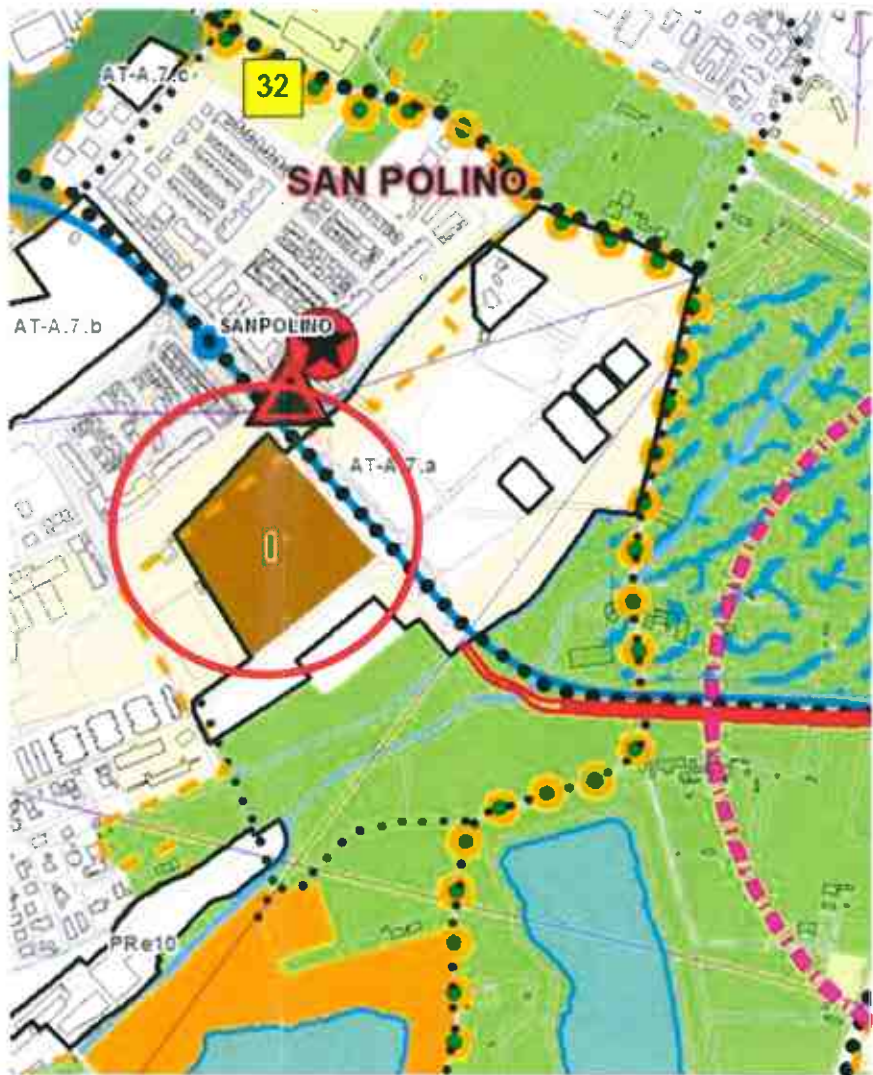 AT-A.7.c
32
SAN POLINO
AT-A.7.b
SANPOLINO
AT-A.7.a
I
PRe10